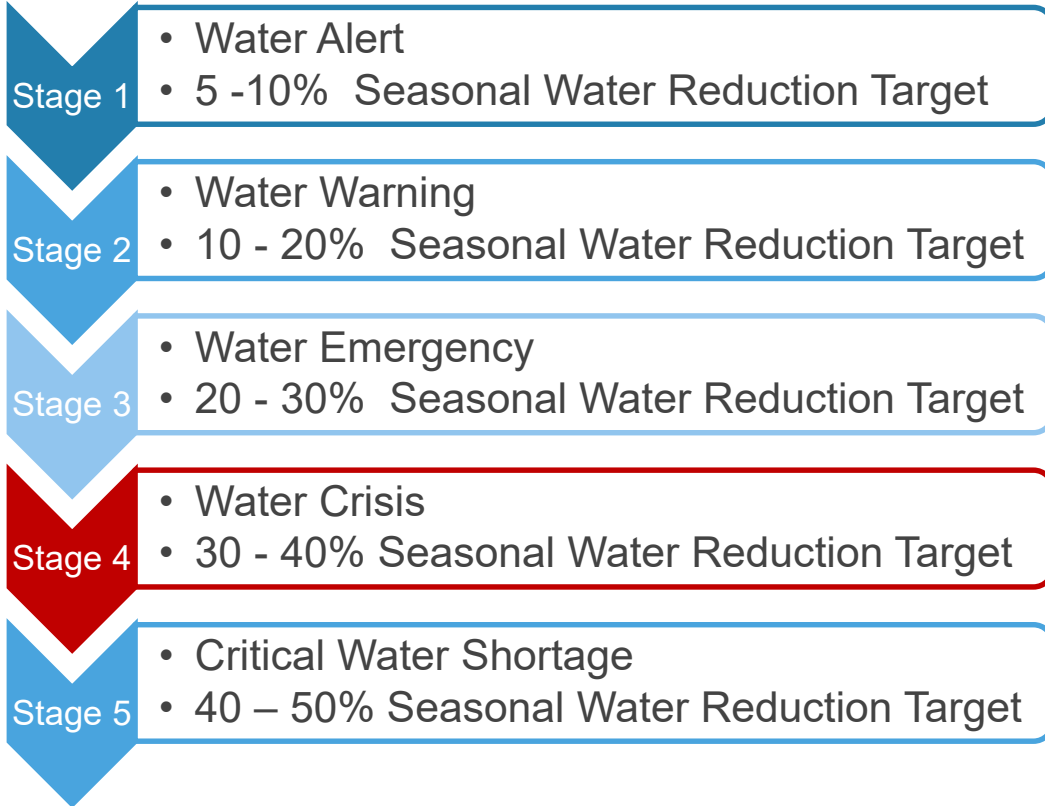 Stage 1
• Water Alert
• 5 -10%  Seasonal Water Reduction Target
Stage 2
• Water Warning
• 10 - 20%  Seasonal Water Reduction Target
Stage 3
• Water Emergency
• 20 - 30%  Seasonal Water Reduction Target
Stage 4
• Water Crisis
• 30 - 40% Seasonal Water Reduction Target
Stage 5
• Critical Water Shortage
• 40 – 50% Seasonal Water Reduction Target